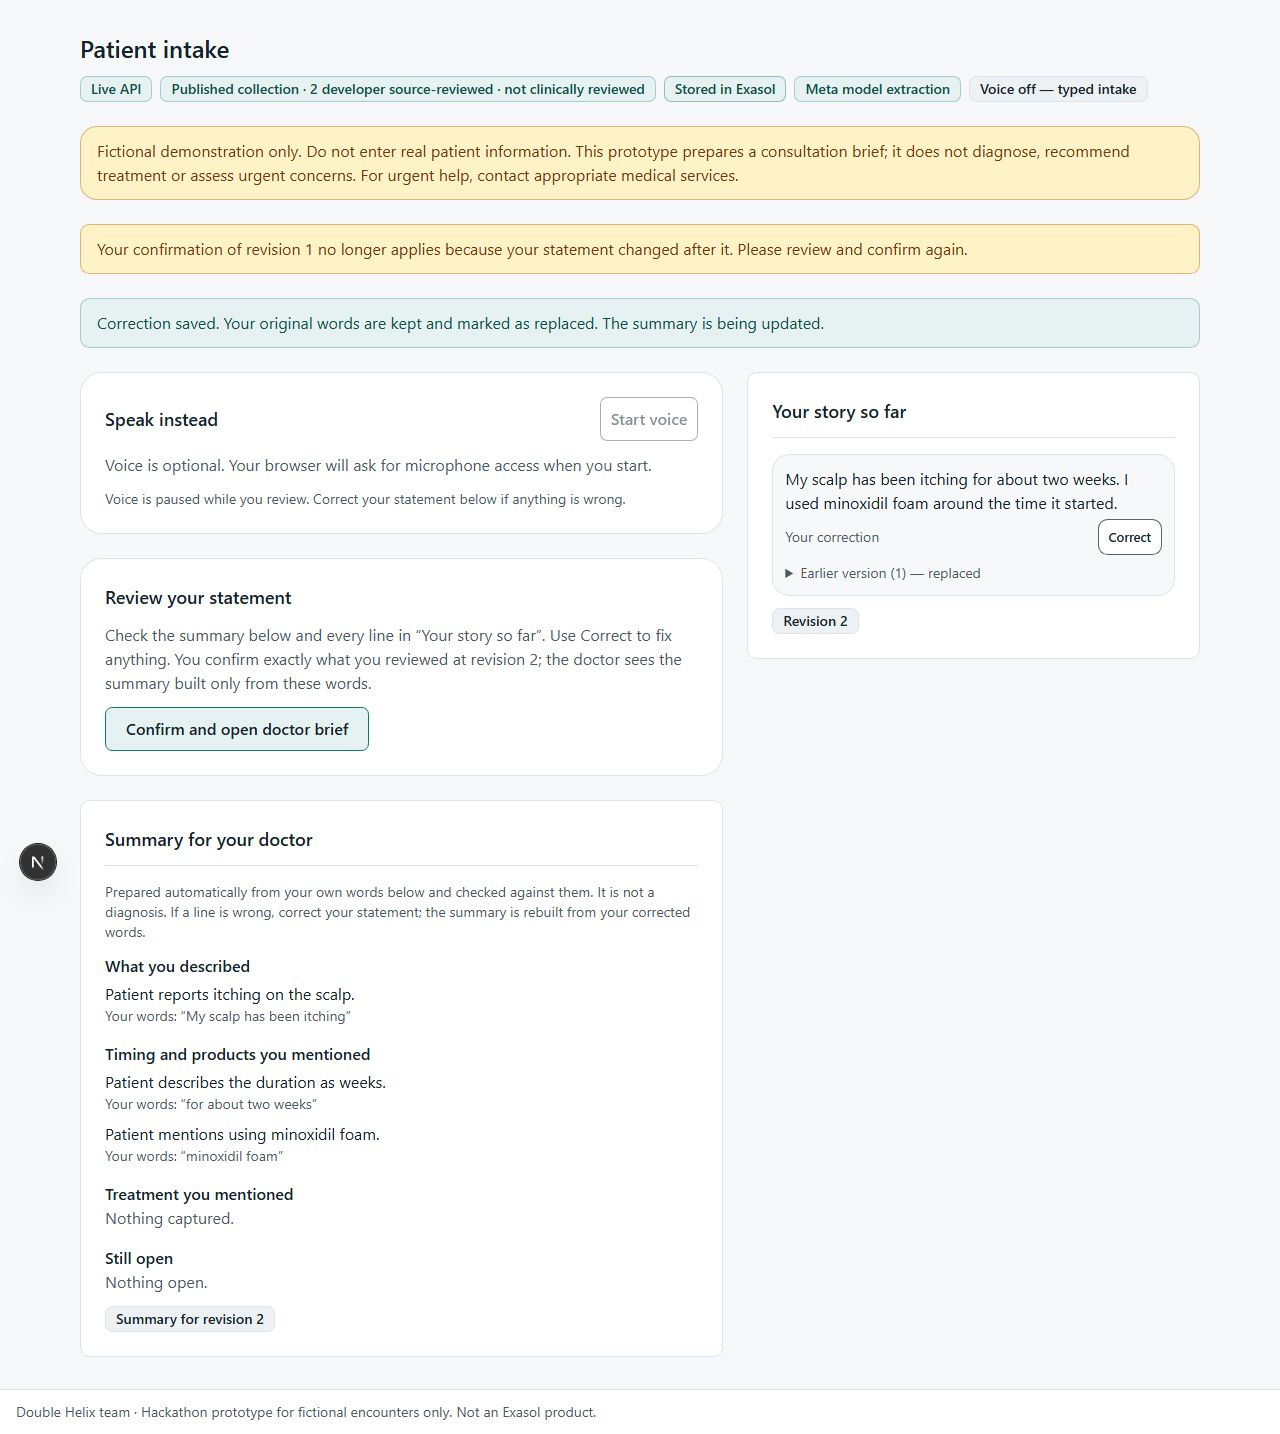 Patient intake
Live API
Published collection · 2 developer source-reviewed · not clinically reviewed
Stored in Exasol
Meta model extraction
Voice off — typed intake
Fictional demonstration only. Do not enter real patient information. This prototype prepares a consultation brief; it does not diagnose, recommend
treatment or assess urgent concerns. For urgent help, contact appropriate medical services.
Your confirmation of revision 1 no longer applies because your statement changed after it. Please review and confirm again.
Correction saved. Your original words are kept and marked as replaced. The summary is being updated.
Speak instead
Start voice
Voice is optional. Your browser will ask for microphone access when you start.
Voice is paused while you review. Correct your statement below if anything is wrong.
Review your statement
Check the summary below and every line in “Your story so far”. Use Correct to fix
anything. You confirm exactly what you reviewed at revision 2; the doctor sees the
summary built only from these words.
Confirm and open doctor brief
Summary for your doctor
Prepared automatically from your own words below and checked against them. It is not a
diagnosis. If a line is wrong, correct your statement; the summary is rebuilt from your corrected
words.
What you described
Patient reports itching on the scalp.
Your words: “My scalp has been itching”
Timing and products you mentioned
Patient describes the duration as weeks.
Your words: “for about two weeks”
Patient mentions using minoxidil foam.
Your words: “minoxidil foam”
Treatment you mentioned
Nothing captured.
Still open
Nothing open.
Summary for revision 2
Your story so far
My scalp has been itching for about two weeks. I
used minoxidil foam around the time it started.
Your correction
Correct
Earlier version (1) — replaced
Revision 2
N
Double Helix team · Hackathon prototype for fictional encounters only. Not an Exasol product.